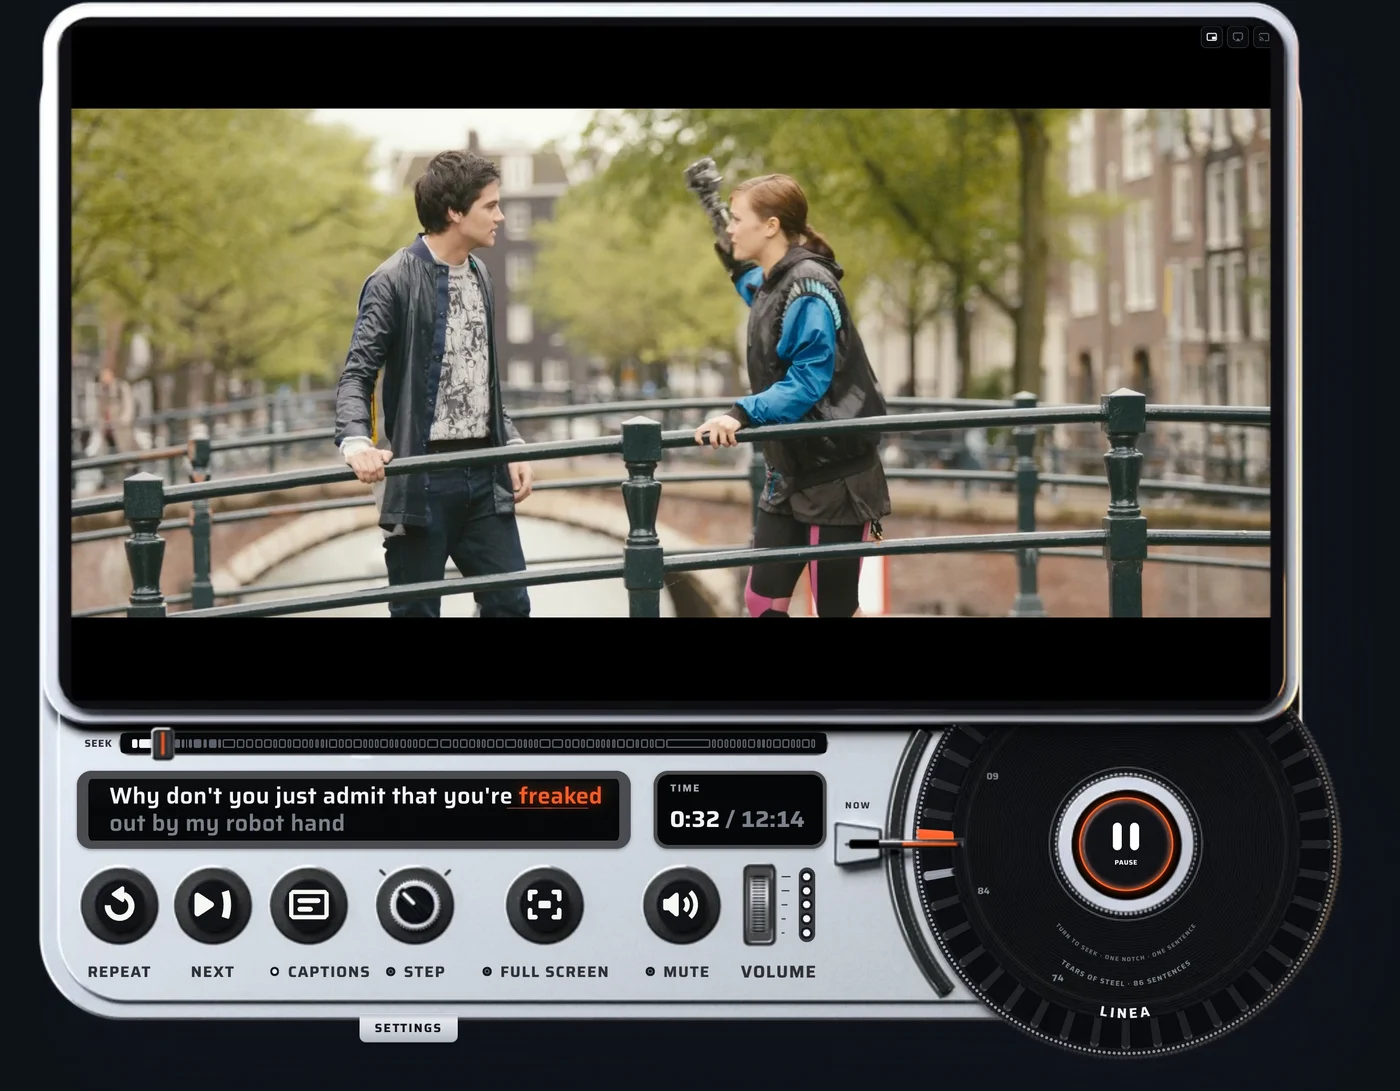 SEEK
Why don't you just admit that you're freaked
out by my robot hand
TIME
0:32 / 12:14
NOW
REPEAT
NEXT
CAPTIONS
STEP
FULL SCREEN
MUTE
VOLUME
SETTINGS
09
84
74
PAUSE
TURN TO SEEK · ONE NOTCH · ONE SENTENCE
TEARS OF STEEL · 86 SENTENCES
LINEA